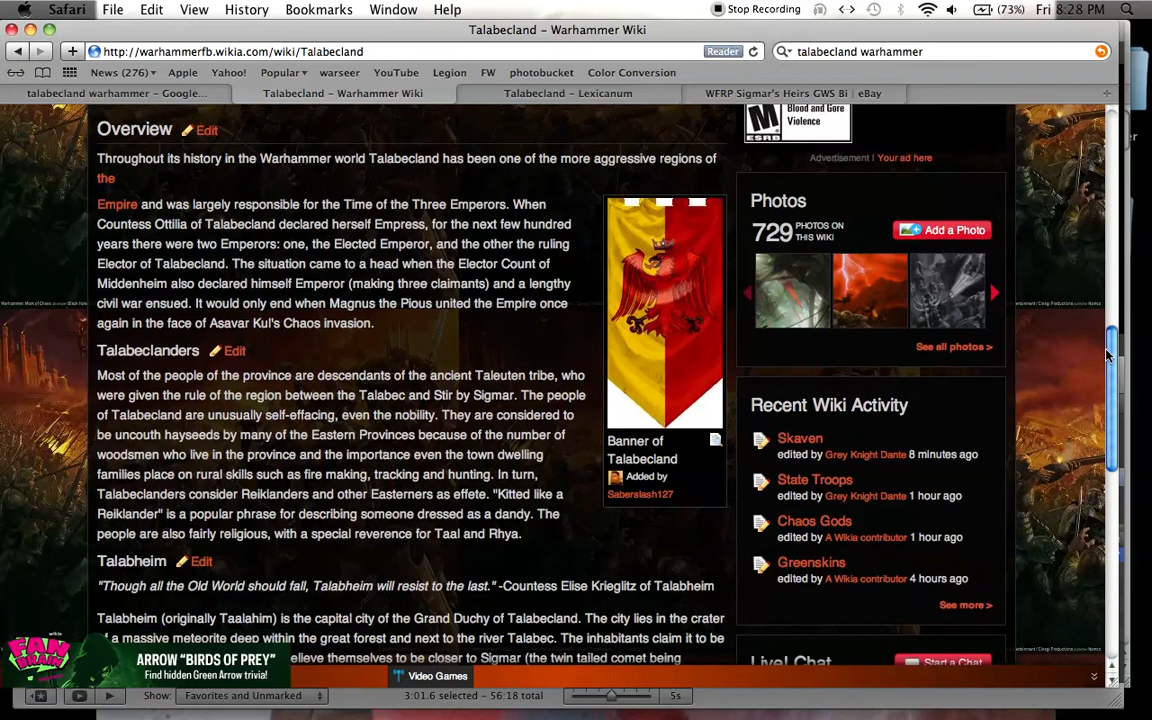 Safari File Edit View History Bookmarks Window Help Stop Recording (73%) Fri 8:28 PM
Talabecland – Warhammer Wiki
http://warhammerfb.wikia.com/wiki/Talabecland Reader talabecland warhammer
News (276) Apple Yahoo! Popular warseer YouTube Legion FW photobucket Color Conversion
talabecland warhammer – Google... Talabecland – Warhammer Wiki Talabecland – Lexicanum WFRP Sigmar's Heirs GWS Bi | eBay
Overview Edit
Throughout its history in the Warhammer world Talabecland has been one of the more aggressive regions of
the
Empire and was largely responsible for the Time of the Three Emperors. When
Countess Ottilia of Talabecland declared herself Empress, for the next few hundred
years there were two Emperors: one, the Elected Emperor, and the other the ruling
Elector of Talabecland. The situation came to a head when the Elector Count of
Middenheim also declared himself Emperor (making three claimants) and a lengthy
civil war ensued. It would only end when Magnus the Pious united the Empire once
again in the face of Asavar Kul's Chaos invasion.
Talabeclanders Edit
Most of the people of the province are descendants of the ancient Taleuten tribe, who
were given the rule of the region between the Talabec and Stir by Sigmar. The people
of Talabecland are unusually self-effacing, even the nobility. They are considered to
be uncouth hayseeds by many of the Eastern Provinces because of the number of
woodsmen who live in the province and the importance even the town dwelling
families place on rural skills such as fire making, tracking and hunting. In turn,
Talabeclanders consider Reiklanders and other Easterners as effete. "Kitted like a
Reiklander" is a popular phrase for describing someone dressed as a dandy. The
people are also fairly religious, with a special reverence for Taal and Rhya.
Banner of
Talabecland
Added by
Saberslash127
Talabheim Edit
"Though all the Old World should fall, Talabheim will resist to the last." -Countess Elise Krieglitz of Talabheim
Talabheim (originally Taalahim) is the capital city of the Grand Duchy of Talabecland. The city lies in the crater
of a massive meteorite deep within the great forest and next to the river Talabec. The inhabitants claim it to be
elieve themselves to be closer to Sigmar (the twin tailed comet being
M
ESRB
Blood and Gore
Violence
Advertisement | Your ad here
Photos
729 PHOTOS ON
THIS WIKI
Add a Photo
See all photos >
Recent Wiki Activity
Skaven
edited by Grey Knight Dante 8 minutes ago
State Troops
edited by Grey Knight Dante 1 hour ago
Chaos Gods
edited by A Wikia contributor 1 hour ago
Greenskins
edited by A Wikia contributor 4 hours ago
See more >
Live! Chat Start a Chat
wikia
FAN
BRAIN
ARROW "BIRDS OF PREY"
Find hidden Green Arrow trivia!
Video Games
Show: Favorites and Unmarked 3:01.6 selected – 56:18 total 5s